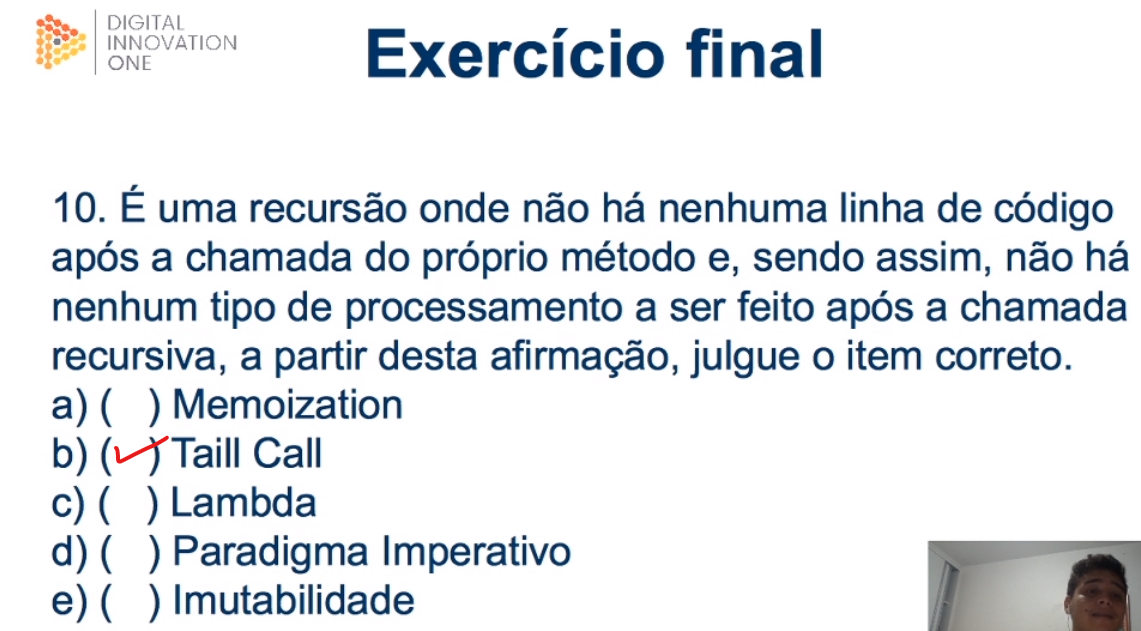 DIGITAL
INNOVATION
ONE
Exercício final
10. É uma recursão onde não há nenhuma linha de código
após a chamada do próprio método e, sendo assim, não há
nenhum tipo de processamento a ser feito após a chamada
recursiva, a partir desta afirmação, julgue o item correto.
a) ( ) Memoization
b) (✓) Taill Call
c) ( ) Lambda
d) ( ) Paradigma Imperativo
e) ( ) Imutabilidade